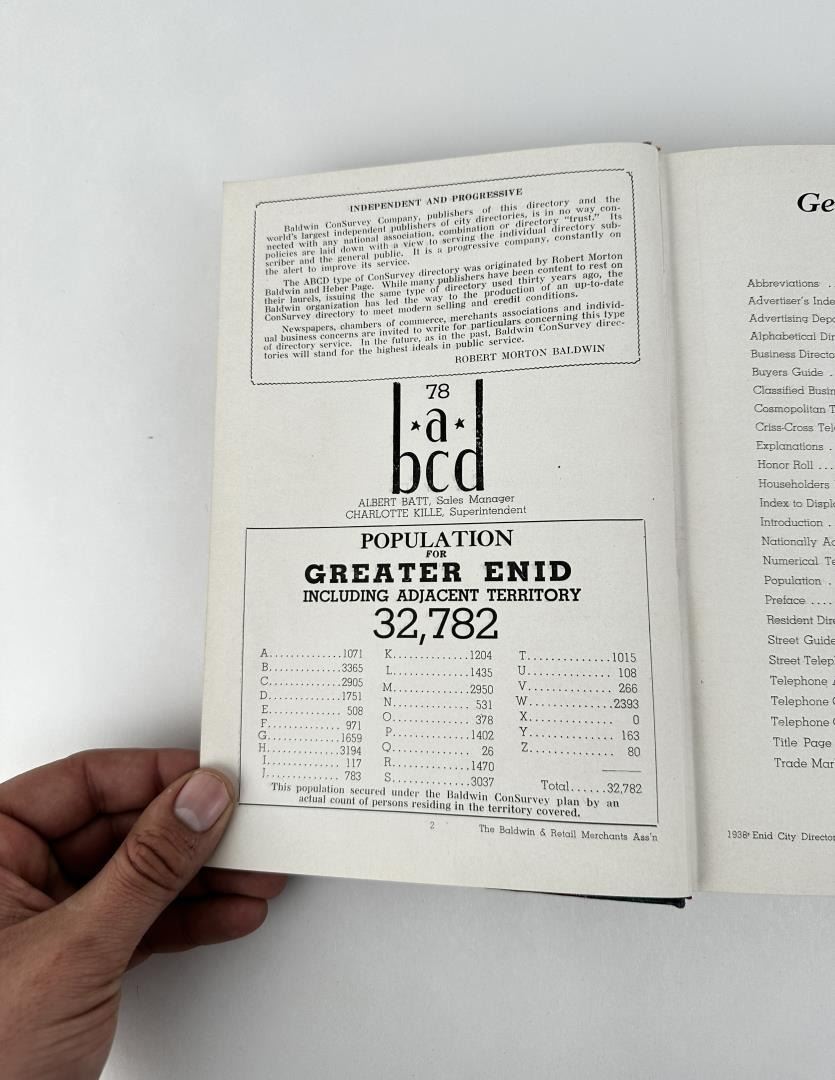 INDEPENDENT AND PROGRESSIVE
Baldwin ConSurvey Company, publishers of this directory and the
world's largest independent publishers of city directories, is in no way con-
nected with any national association, combination or directory "trust." Its
policies are laid down with a view to serving the individual directory sub-
scriber and the general public. It is a progressive company, constantly on
the alert to improve its service.
The ABCD type of ConSurvey directory was originated by Robert Morton
Baldwin and Heber Page. While many publishers have been content to rest on
their laurels, issuing the same type of directory used thirty years ago, the
Baldwin organization has led the way to the production of an up-to-date
ConSurvey directory to meet modern selling and credit conditions.
Newspapers, chambers of commerce, merchants associations and individ-
ual business concerns are invited to write for particulars concerning this type
of directory service. In the future, as in the past, Baldwin ConSurvey direc-
tories will stand for the highest ideals in public service.
ROBERT MORTON BALDWIN
78
a
bcd
ALBERT BATT, Sales Manager
CHARLOTTE KILLE, Superintendent
POPULATION
FOR
GREATER ENID
INCLUDING ADJACENT TERRITORY
32,782
A...............1071
B...............3365
C...............2905
D...............1751
E............... 508
F............... 971
G...............1659
H...............3194
I............... 117
J............... 783
K.............1204
L.............1435
M.............2950
N............. 531
O............. 378
P.............1402
Q............. 26
R.............1470
S.............3037
T..............1015
U.............. 108
V.............. 266
W..............2393
X.............. 0
Y.............. 163
Z.............. 80
Total......32,782
This population secured under the Baldwin ConSurvey plan by an
actual count of persons residing in the territory covered.
2 The Baldwin & Retail Merchants Ass'n
Ge
Abbreviations .
Advertiser's Inde
Advertising Depa
Alphabetical Dir
Business Directo
Buyers Guide .
Classified Busin
Cosmopolitan T
Criss-Cross Tel
Explanations .
Honor Roll ...
Householders
Index to Displ
Introduction .
Nationally Ad
Numerical Te
Population .
Preface ....
Resident Dire
Street Guide
Street Telep
Telephone A
Telephone C
Telephone C
Title Page
Trade Mar
1938 Enid City Director